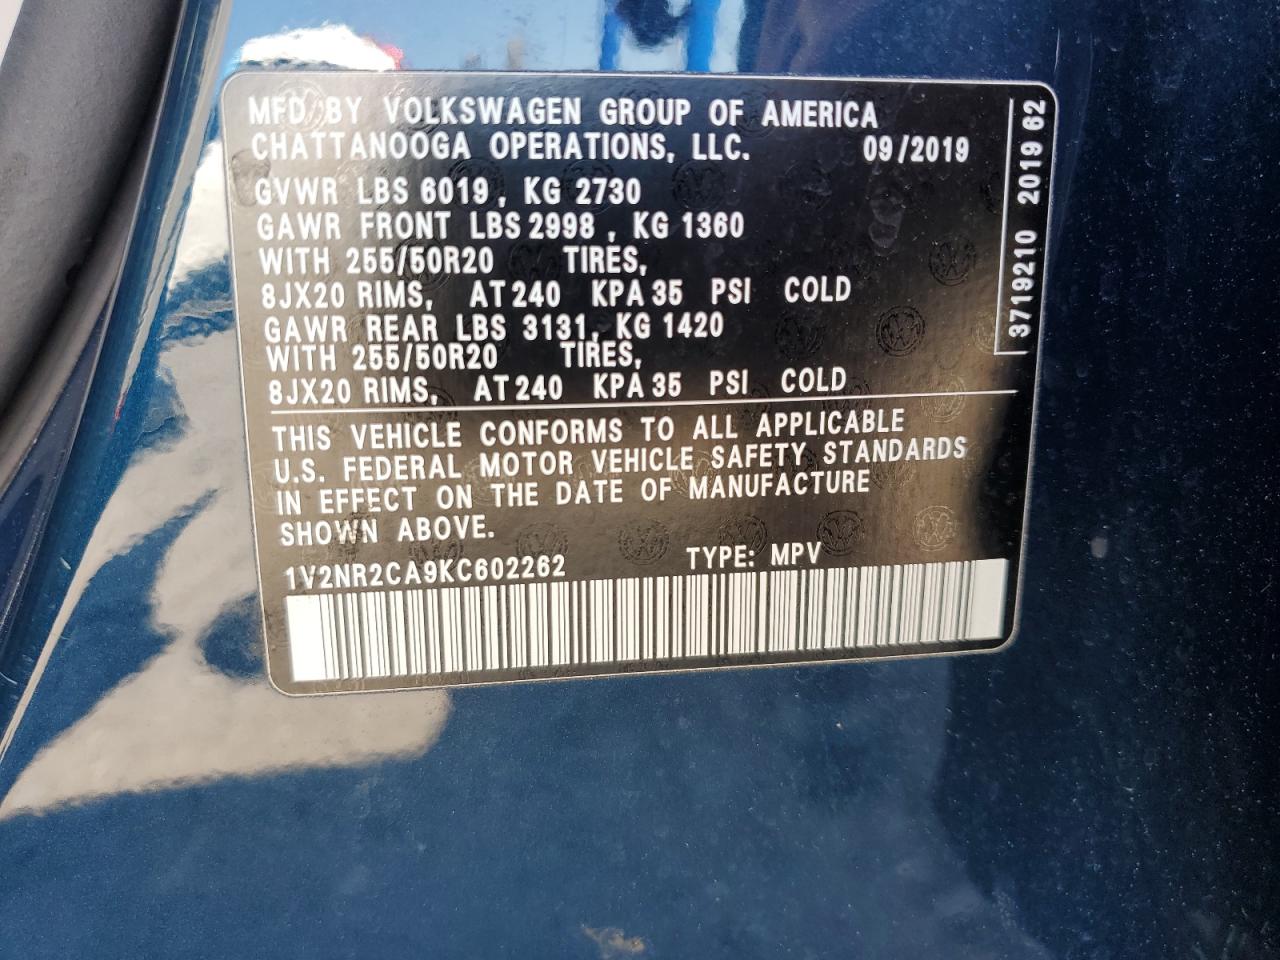 MFD BY VOLKSWAGEN GROUP OF AMERICA
CHATTANOOGA OPERATIONS, LLC. 09/2019
GVWR LBS 6019, KG 2730
GAWR FRONT LBS 2998, KG 1360
WITH 255/50R20 TIRES,
8JX20 RIMS, AT 240 KPA 35 PSI COLD
GAWR REAR LBS 3131, KG 1420
WITH 255/50R20 TIRES,
8JX20 RIMS, AT 240 KPA 35 PSI COLD
THIS VEHICLE CONFORMS TO ALL APPLICABLE
U.S. FEDERAL MOTOR VEHICLE SAFETY STANDARDS
IN EFFECT ON THE DATE OF MANUFACTURE
SHOWN ABOVE.
1V2NR2CA9KC602262 TYPE: MPV
3719210 2019 62